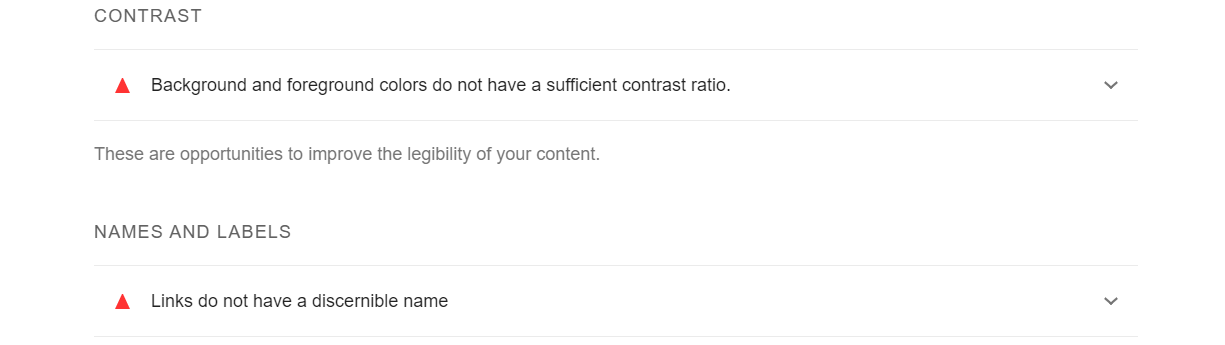 CONTRAST
Background and foreground colors do not have a sufficient contrast ratio.
These are opportunities to improve the legibility of your content.
NAMES AND LABELS
Links do not have a discernible name